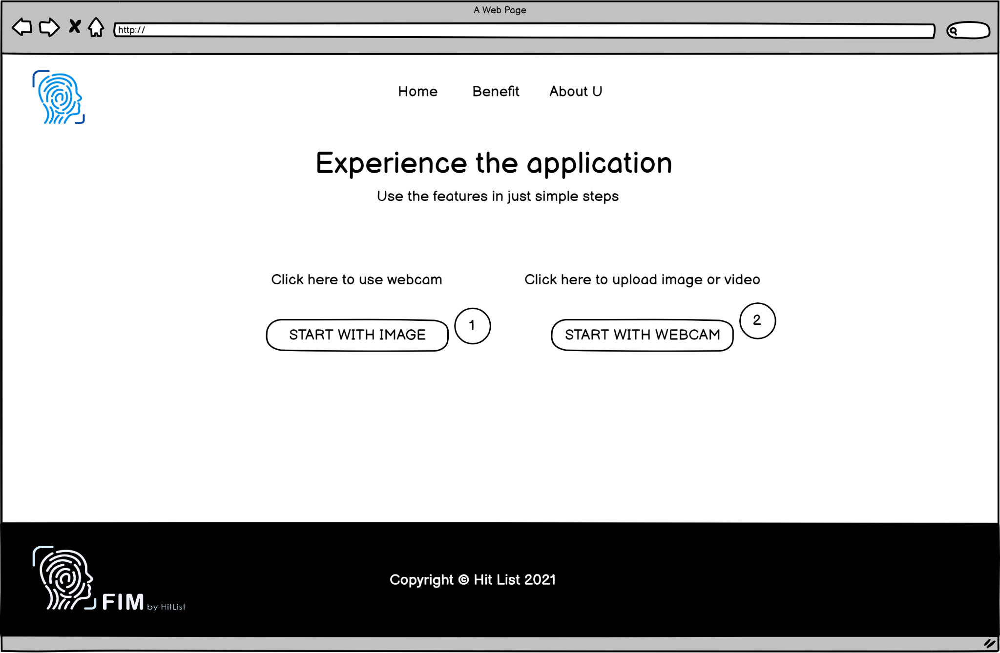 A Web Page
http://
Home Benefit About U
Experience the application
Use the features in just simple steps
Click here to use webcam
Click here to upload image or video
START WITH IMAGE
1
START WITH WEBCAM
2
Copyright © Hit List 2021
FIM by HitList